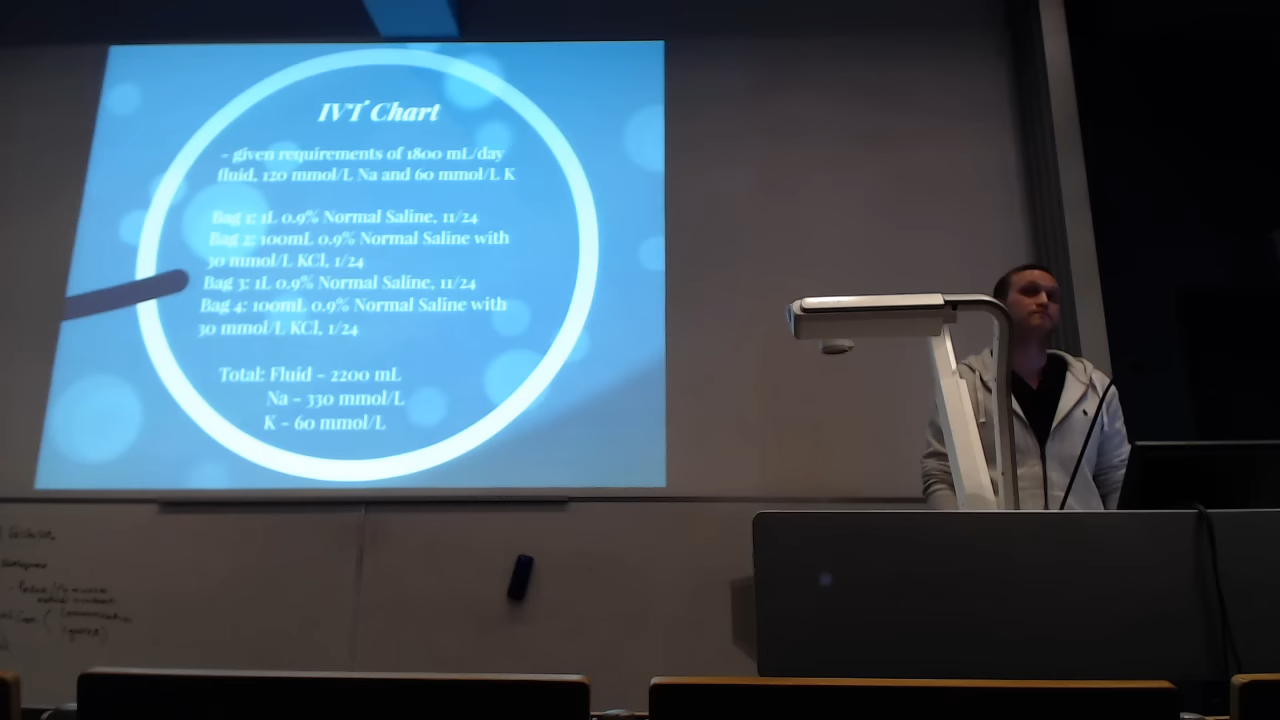 IVT Chart
- given requirements of 1800 mL/day
fluid, 120 mmol/L Na and 60 mmol/L K
Bag 1: 1L 0.9% Normal Saline, 11/24
Bag 2: 100mL 0.9% Normal Saline with
30 mmol/L KCl, 1/24
Bag 3: 1L 0.9% Normal Saline, 11/24
Bag 4: 100mL 0.9% Normal Saline with
30 mmol/L KCl, 1/24
Total: Fluid - 2200 mL
Na - 330 mmol/L
K - 60 mmol/L